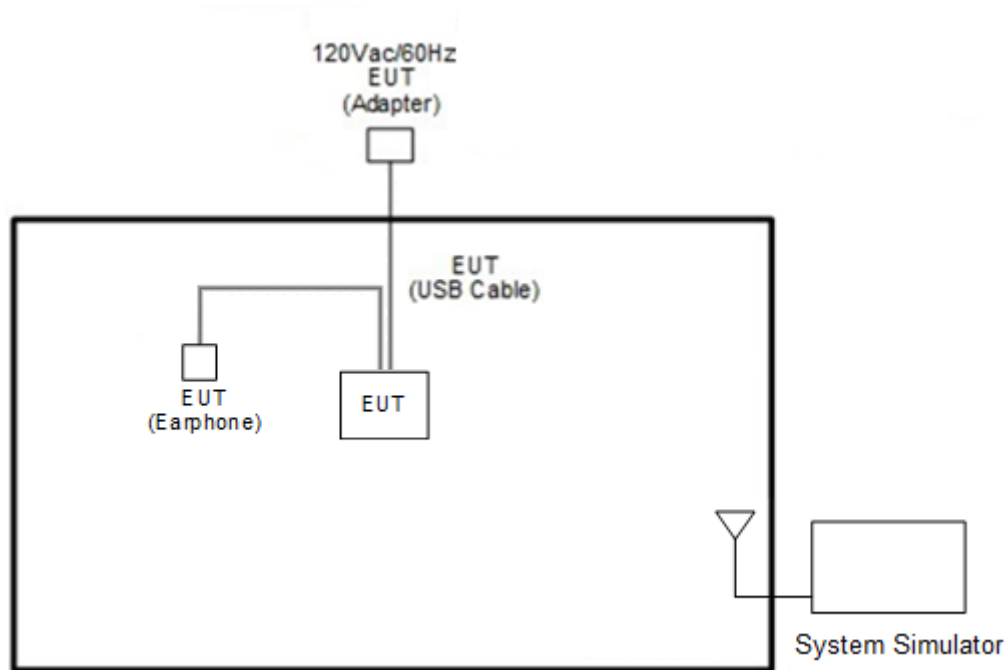 120Vac/60Hz
EUT
(Adapter)
EUT
(USB Cable)
EUT
(Earphone)
EUT
System Simulator